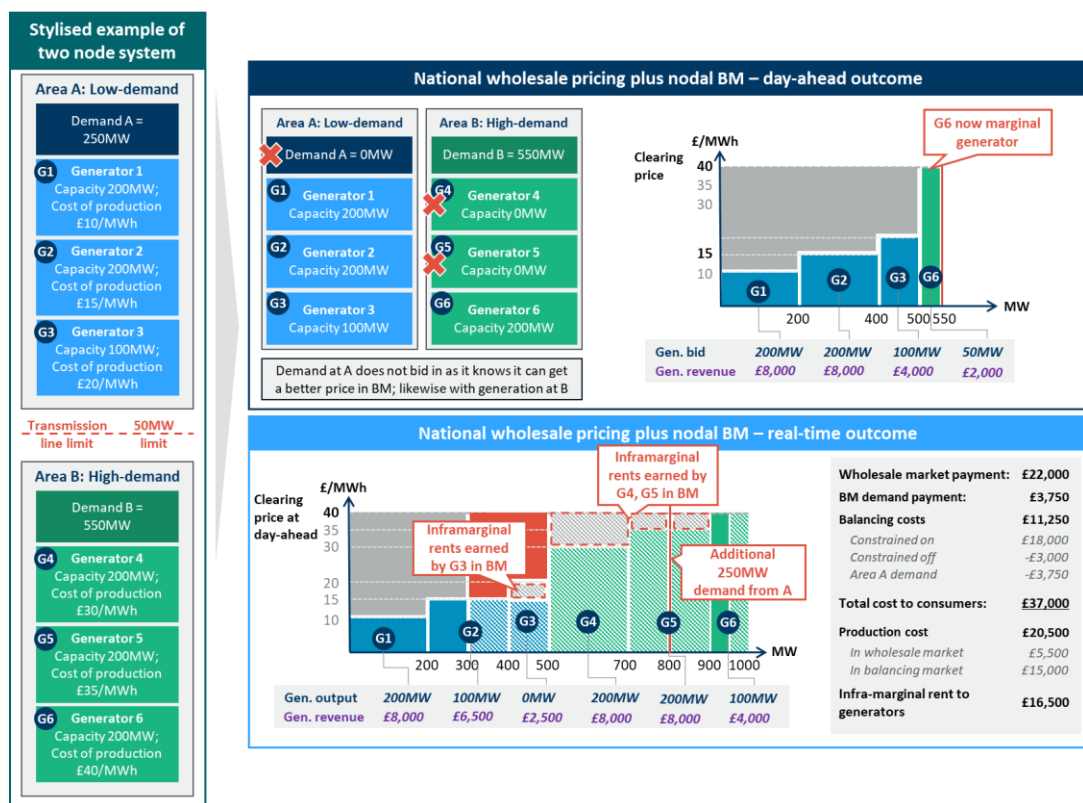 Stylised example of
two node system
Area A: Low-demand
Demand A =
250MW
G1
Generator 1
Capacity 200MW;
Cost of production
£10/MWh
G2
Generator 2
Capacity 200MW;
Cost of production
£15/MWh
G3
Generator 3
Capacity 100MW;
Cost of production
£20/MWh
Transmission 50MW
line limit limit
Area B: High-demand
Demand B =
550MW
G4
Generator 4
Capacity 200MW;
Cost of production
£30/MWh
G5
Generator 5
Capacity 200MW;
Cost of production
£35/MWh
G6
Generator 6
Capacity 200MW;
Cost of production
£40/MWh
National wholesale pricing plus nodal BM – day-ahead outcome
Area A: Low-demand
Demand A = 0MW
G1
Generator 1
Capacity 200MW
G2
Generator 2
Capacity 200MW
G3
Generator 3
Capacity 100MW
Area B: High-demand
Demand B = 550MW
G4
Generator 4
Capacity 0MW
G5
Generator 5
Capacity 0MW
G6
Generator 6
Capacity 200MW
Demand at A does not bid in as it knows it can get
a better price in BM; likewise with generation at B
£/MWh
Clearing
price
40
35
30
15
10
G6 now marginal
generator
G1 G2 G3 G6
200 400 500 550 MW
Gen. bid 200MW 200MW 100MW 50MW
Gen. revenue £8,000 £8,000 £4,000 £2,000
National wholesale pricing plus nodal BM – real-time outcome
£/MWh
Clearing
price at
day-ahead
40
35
30
20
15
10
Inframarginal
rents earned
by G3 in BM
Inframarginal
rents earned by
G4, G5 in BM
Additional
250MW
demand from A
G1 G2 G3 G4 G5 G6
200 300 400 500 700 800 900 1000 MW
Gen. output 200MW 100MW 0MW 200MW 200MW 100MW
Gen. revenue £8,000 £6,500 £2,500 £8,000 £8,000 £4,000
Wholesale market payment: £22,000
BM demand payment: £3,750
Balancing costs £11,250
Constrained on £18,000
Constrained off -£3,000
Area A demand -£3,750
Total cost to consumers: £37,000
Production cost £20,500
In wholesale market £5,500
In balancing market £15,000
Infra-marginal rent to
generators £16,500